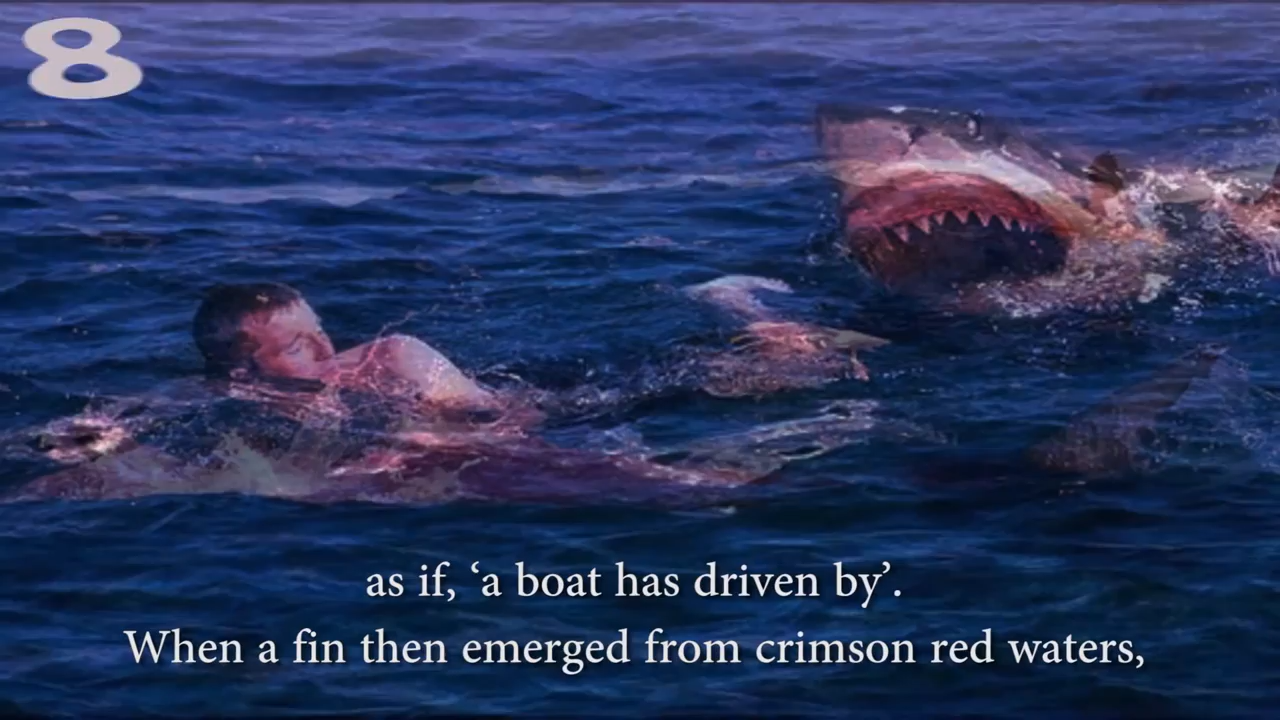 8
as if, ‘a boat has driven by’.
When a fin then emerged from crimson red waters,